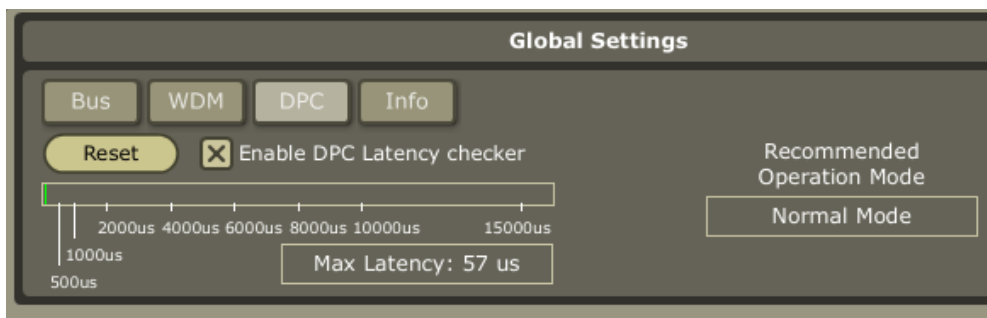 Global Settings
Bus WDM DPC Info
Reset Enable DPC Latency checker
Recommended
Operation Mode
Normal Mode
2000us 4000us 6000us 8000us 10000us 15000us
1000us
500us
Max Latency: 57 us